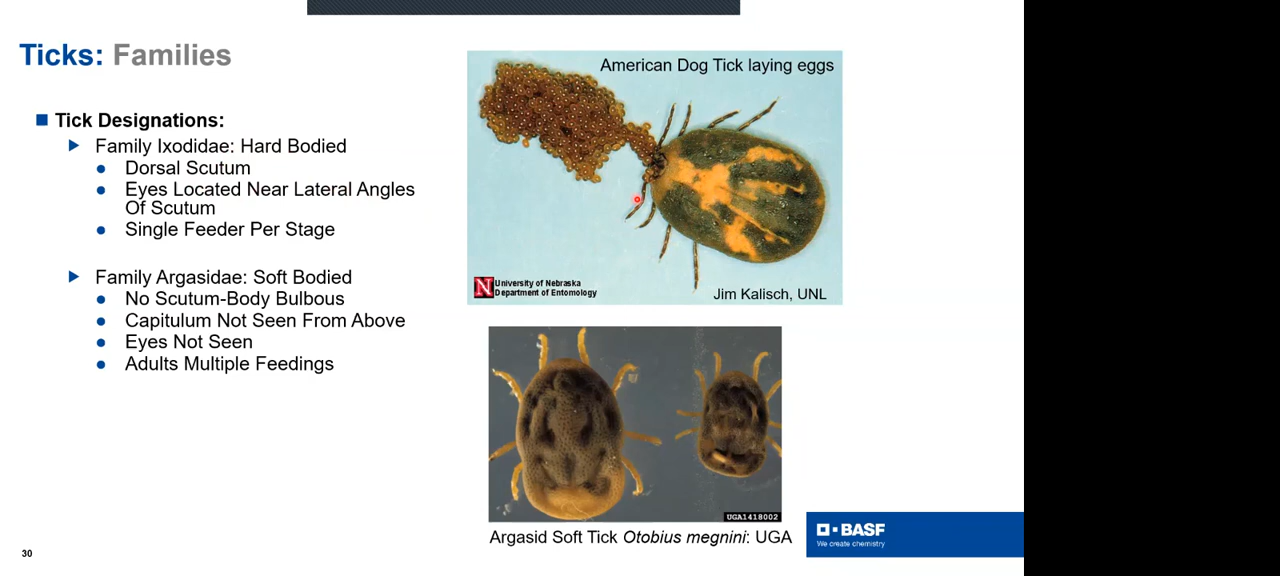 Ticks: Families
Tick Designations:
Family Ixodidae: Hard Bodied
Dorsal Scutum
Eyes Located Near Lateral Angles
Of Scutum
Single Feeder Per Stage
Family Argasidae: Soft Bodied
No Scutum-Body Bulbous
Capitulum Not Seen From Above
Eyes Not Seen
Adults Multiple Feedings
American Dog Tick laying eggs
N
University of Nebraska
Department of Entomology
Jim Kalisch, UNL
UGA1418002
Argasid Soft Tick Otobius megnini: UGA
30
BASF
We create chemistry